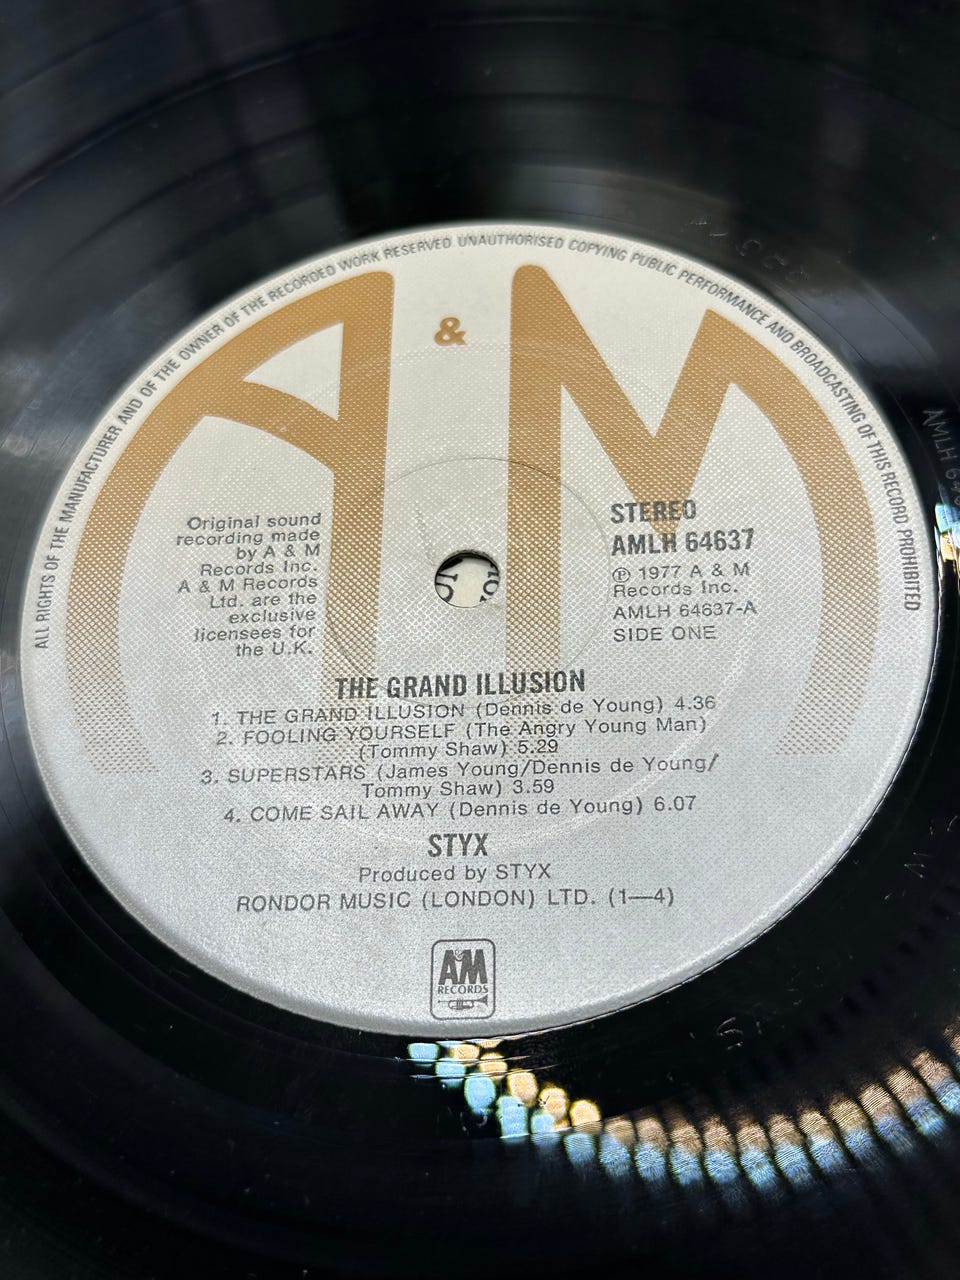 ALL RIGHTS OF THE MANUFACTURER AND OF THE OWNER OF THE RECORDED WORK RESERVED UNAUTHORISED COPYING PUBLIC PERFORMANCE AND BROADCASTING OF THIS RECORD PROHIBITED
A & M
Original sound
recording made
by A & M
Records Inc.
A & M Records
Ltd. are the
exclusive
licensees for
the U.K.
STEREO
AMLH 64637
Ⓟ 1977 A & M
Records Inc.
AMLH 64637-A
SIDE ONE
THE GRAND ILLUSION
1. THE GRAND ILLUSION (Dennis de Young) 4.36
2. FOOLING YOURSELF (The Angry Young Man)
(Tommy Shaw) 5.29
3. SUPERSTARS (James Young/Dennis de Young/
Tommy Shaw) 3.59
4. COME SAIL AWAY (Dennis de Young) 6.07
STYX
Produced by STYX
RONDOR MUSIC (LONDON) LTD. (1—4)
A&M
RECORDS
AMLH